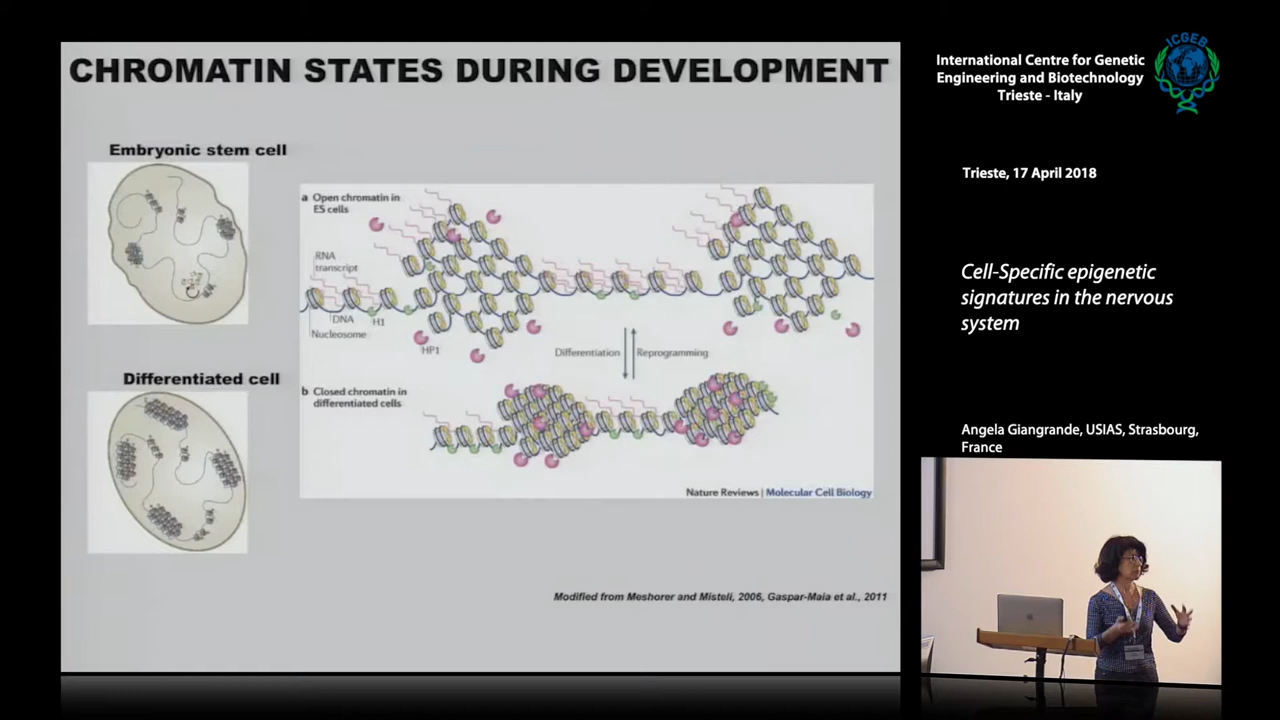 CHROMATIN STATES DURING DEVELOPMENT
Embryonic stem cell
Differentiated cell
a Open chromatin in
ES cells
RNA
transcript
DNA
H1
Nucleosome
HP1
Differentiation
Reprogramming
b Closed chromatin in
differentiated cells
Nature Reviews | Molecular Cell Biology
Modified from Meshorer and Misteli, 2006, Gaspar-Maia et al., 2011
International Centre for Genetic
Engineering and Biotechnology
Trieste - Italy
ICGEB
Trieste, 17 April 2018
Cell-Specific epigenetic
signatures in the nervous
system
Angela Giangrande, USIAS, Strasbourg,
France